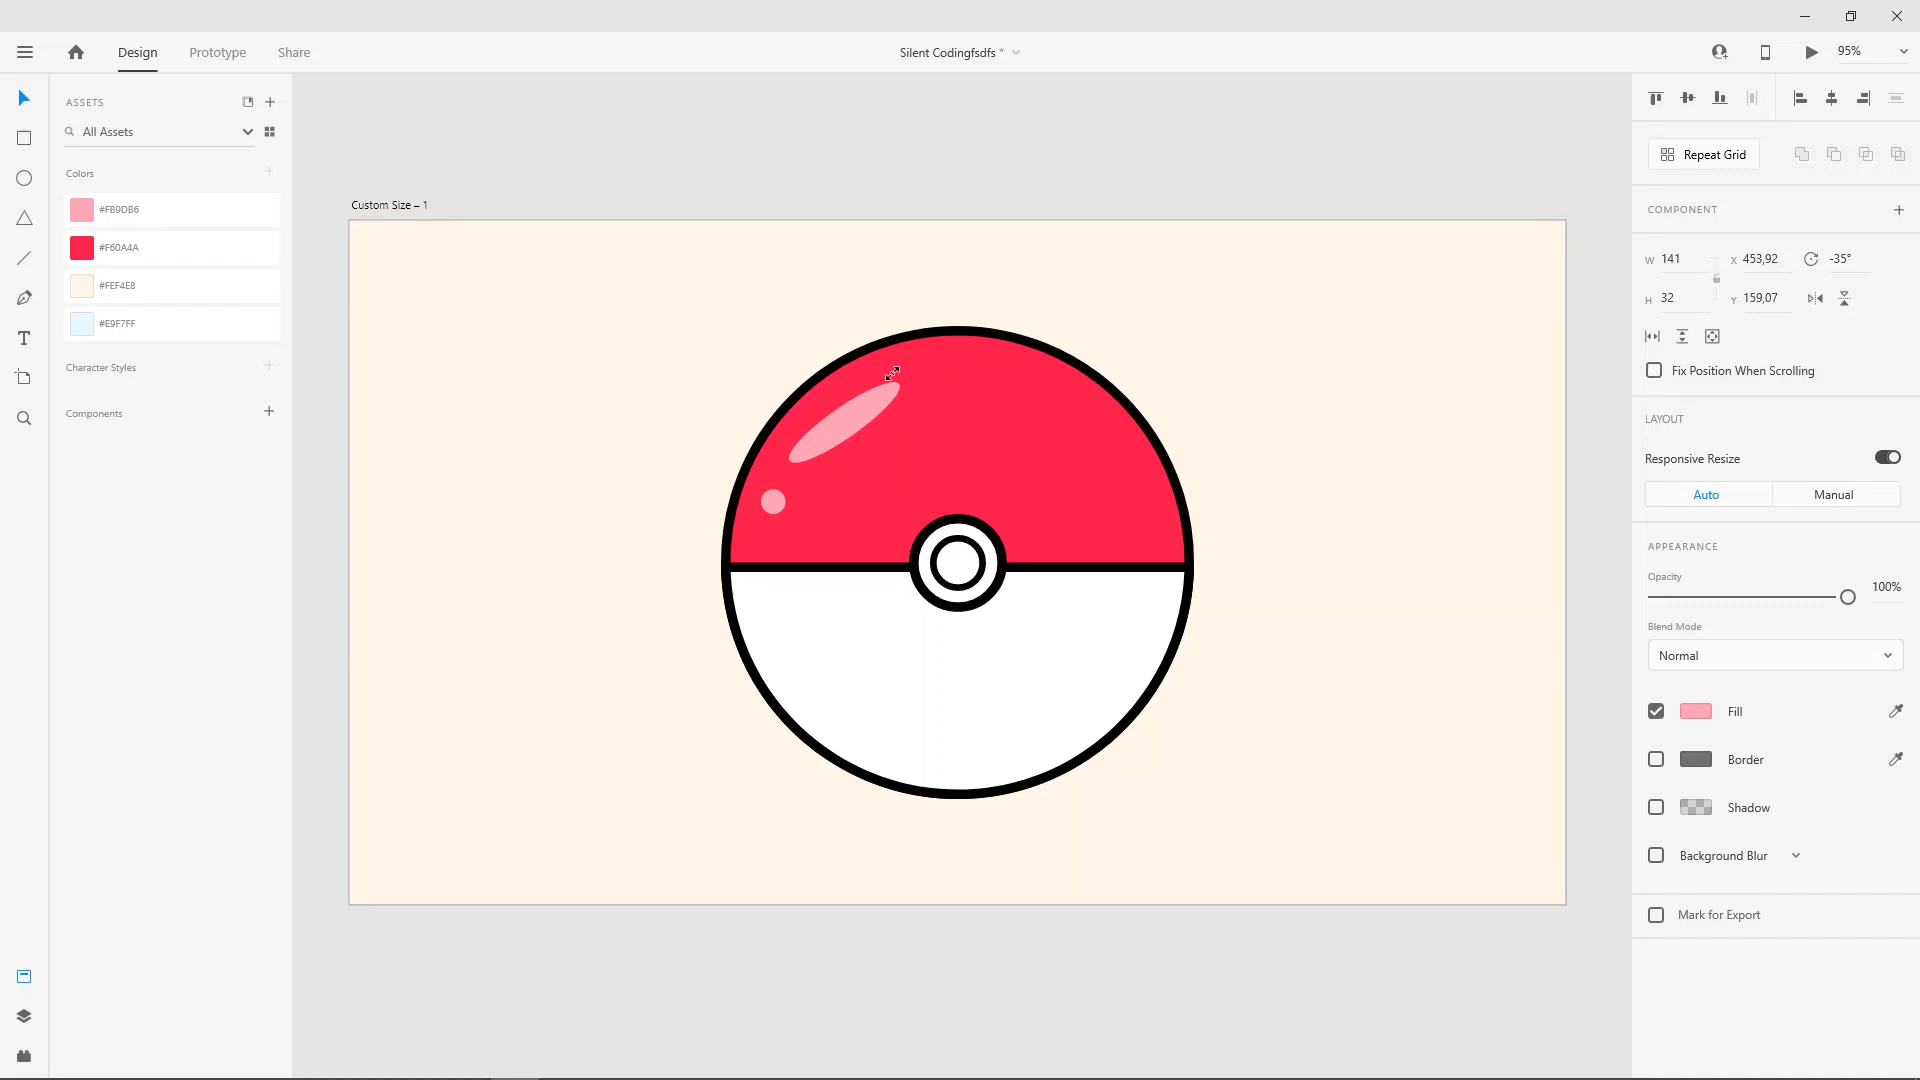 Design Prototype Share
Silent Codingfsdfs *
95%
ASSETS
All Assets
Colors
#FB9DB6
#F60A4A
#FEF4E8
#E9F7FF
Character Styles
Components
Custom Size – 1
Repeat Grid
COMPONENT
W 141 X 453,92 -35°
H 32 Y 159,07
Fix Position When Scrolling
LAYOUT
Responsive Resize
Auto Manual
APPEARANCE
Opacity
100%
Blend Mode
Normal
Fill
Border
Shadow
Background Blur
Mark for Export